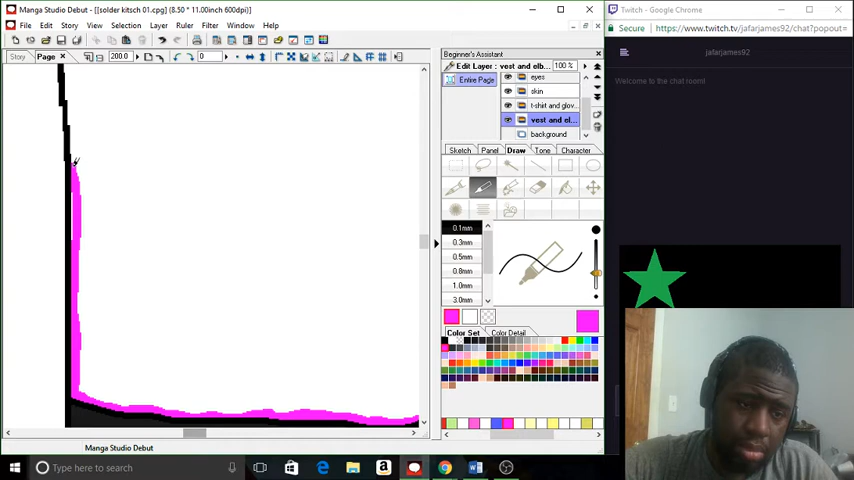 Manga Studio Debut - [[solder kitsch 01.cpg] (8.50 * 11.00inch 600dpi)]
File Edit Story View Selection Layer Ruler Filter Window Help
Story Page 200.0 0
Beginner's Assistant
Edit Layer : vest and elb... 100 %
Entire Page
eyes
skin
t-shirt and glov
vest and el...
background
Sketch Panel Draw Tone Character
0.1mm
0.3mm
0.5mm
0.8mm
1.0mm
3.0mm
Color Set Color Detail
Manga Studio Debut
Type here to search
Twitch - Google Chrome
Secure https://www.twitch.tv/jafarjames92/chat?popout=
jafarjames92
Welcome to the chat room!